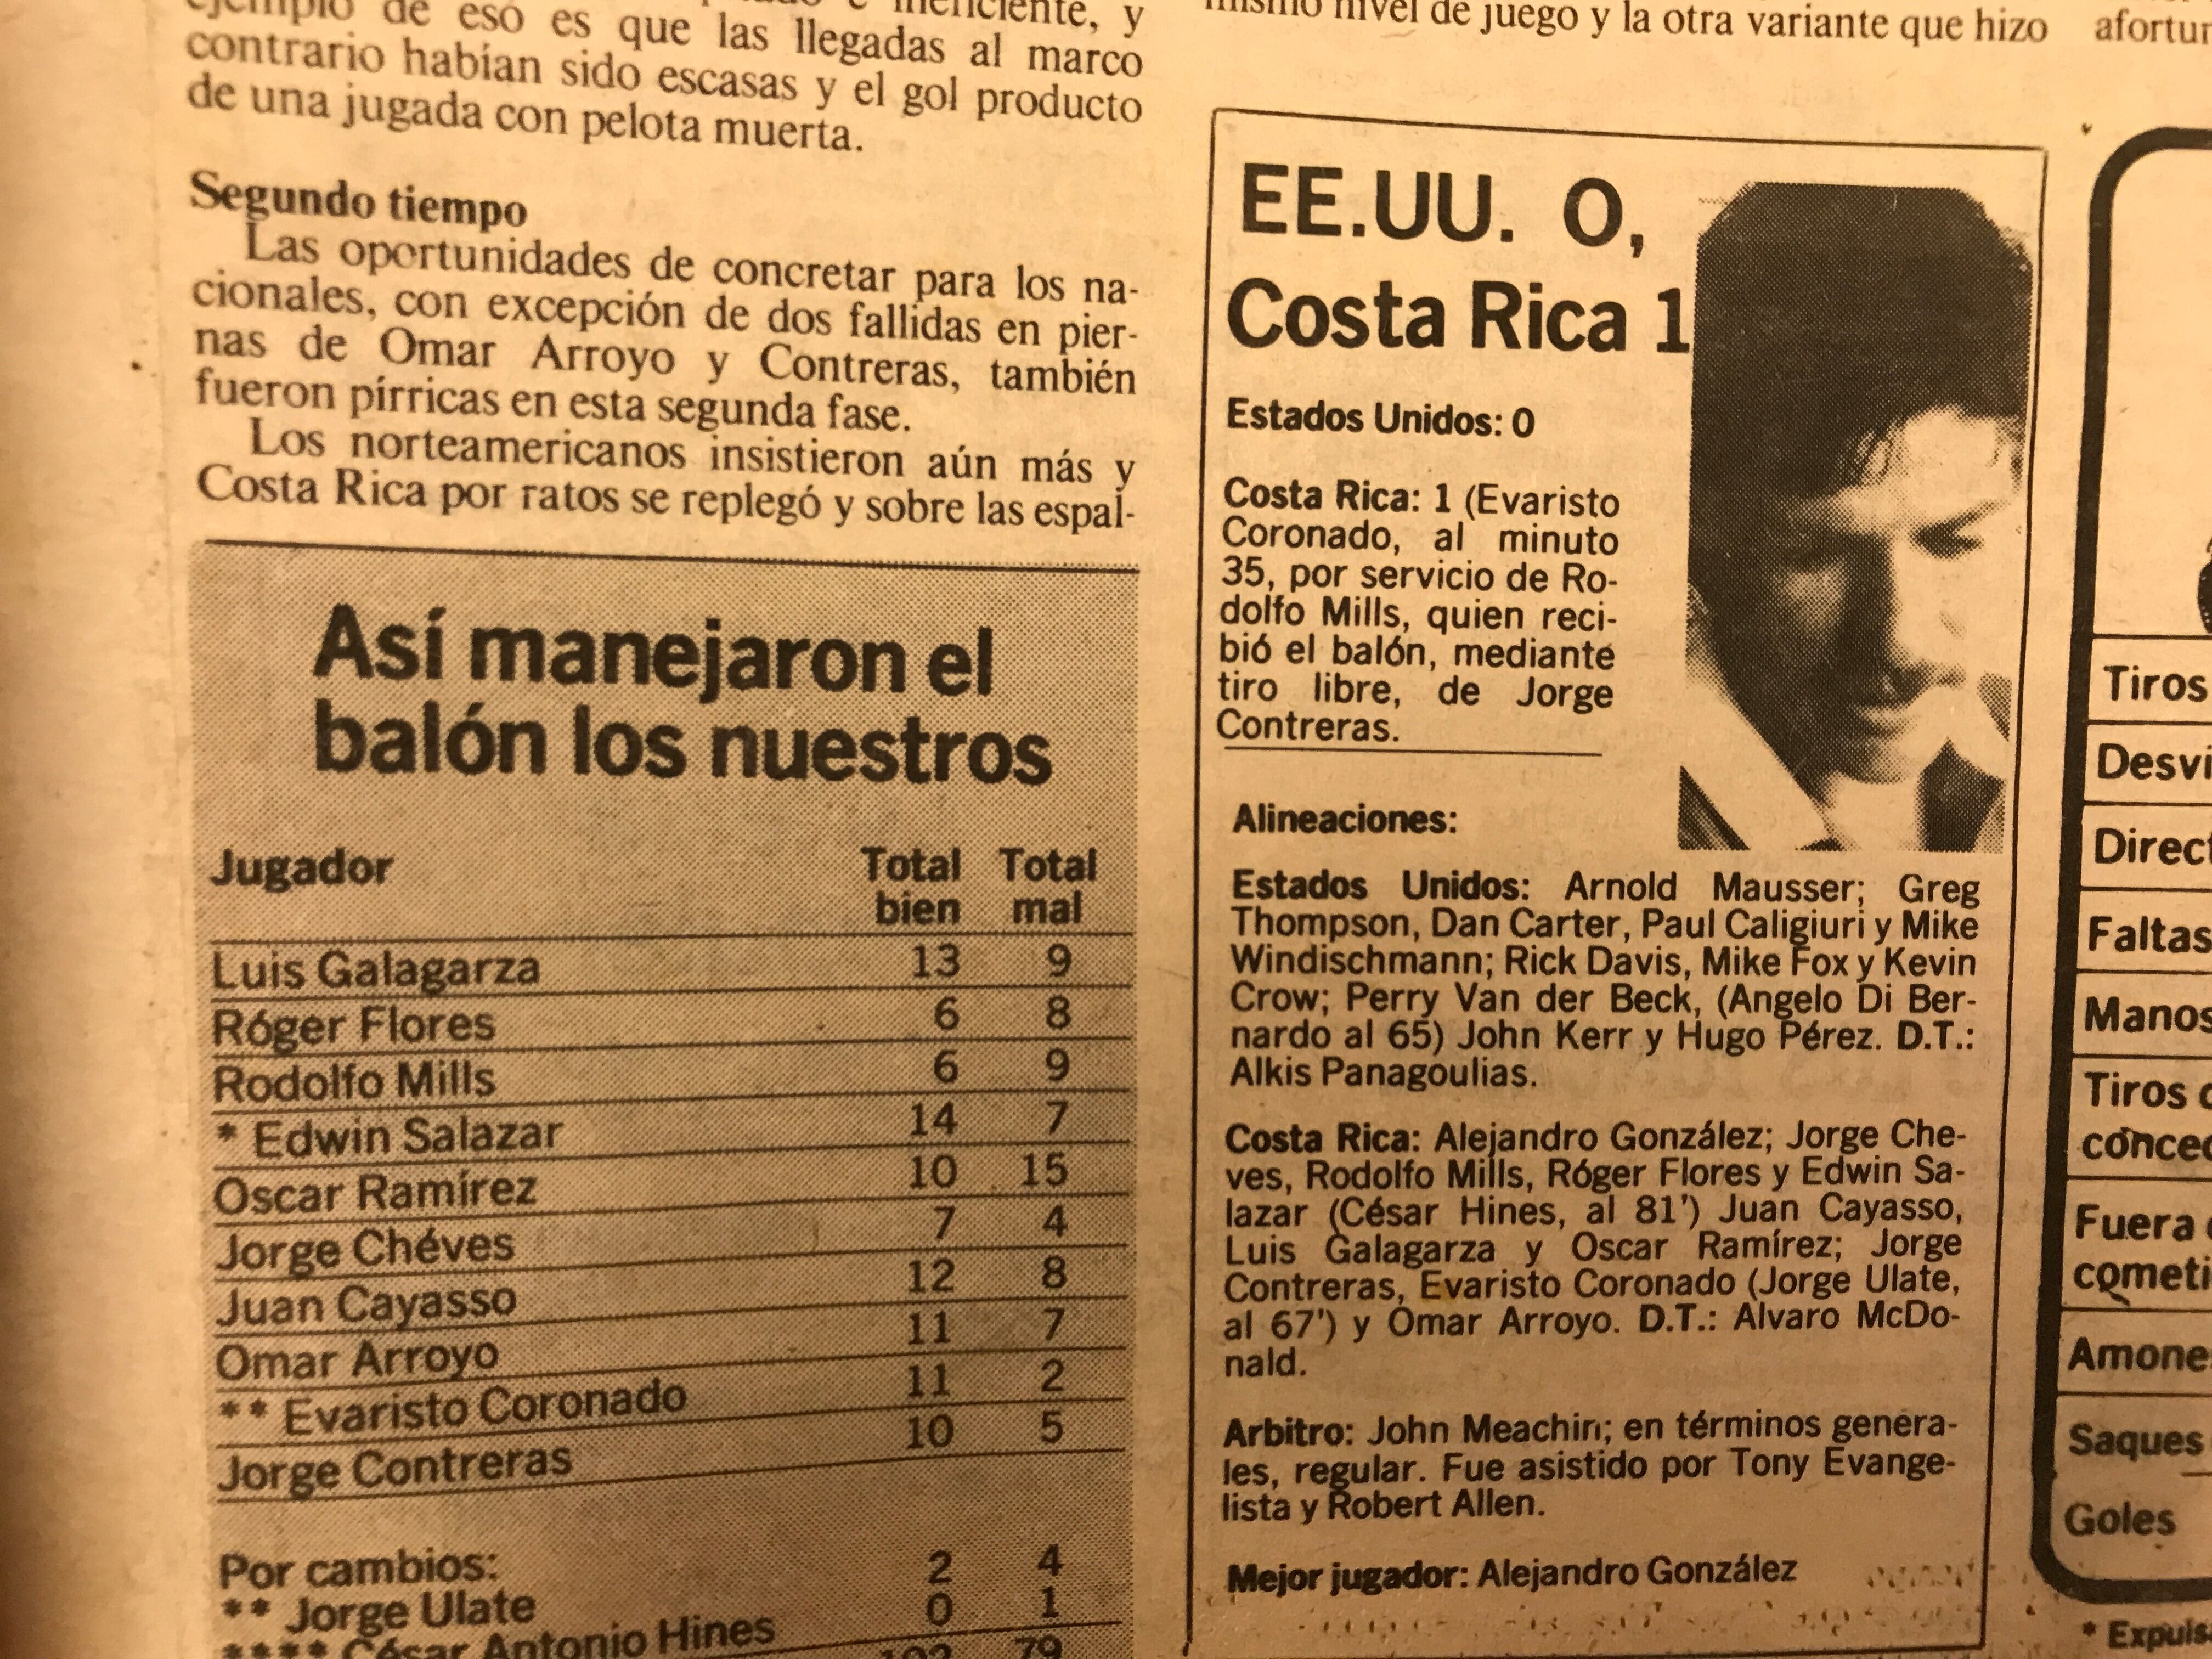 ejemplo de eso es que las llegadas al marco
contrario habían sido escasas y el gol producto
de una jugada con pelota muerta.
Segundo tiempo
Las oportunidades de concretar para los na-
cionales, con excepción de dos fallidas en pier-
nas de Omar Arroyo y Contreras, también
fueron pírricas en esta segunda fase.
Los norteamericanos insistieron aún más y
Costa Rica por ratos se replegó y sobre las espal-
Así manejaron el
balón los nuestros
Jugador Total bien Total mal
Luis Galagarza 13 9
Róger Flores 6 8
Rodolfo Mills 6 9
* Edwin Salazar 14 7
Oscar Ramírez 10 15
Jorge Chéves 7 4
Juan Cayasso 12 8
Omar Arroyo 11 7
** Evaristo Coronado 11 2
Jorge Contreras 10 5
Por cambios:
** Jorge Ulate 2 4
**** César Antonio Hines 0 1
79
mismo nivel de juego y la otra variante que hizo
EE.UU. 0,
Costa Rica 1
Estados Unidos: 0
Costa Rica: 1 (Evaristo
Coronado, al minuto
35, por servicio de Ro-
dolfo Mills, quien reci-
bió el balón, mediante
tiro libre, de Jorge
Contreras.
Alineaciones:
Estados Unidos: Arnold Mausser; Greg
Thompson, Dan Carter, Paul Caligiuri y Mike
Windischmann; Rick Davis, Mike Fox y Kevin
Crow; Perry Van der Beck, (Angelo Di Ber-
nardo al 65) John Kerr y Hugo Pérez. D.T.:
Alkis Panagoulias.
Costa Rica: Alejandro González; Jorge Che-
ves, Rodolfo Mills, Róger Flores y Edwin Sa-
lazar (César Hines, al 81') Juan Cayasso,
Luis Galagarza y Oscar Ramírez; Jorge
Contreras, Evaristo Coronado (Jorge Ulate,
al 67') y Omar Arroyo. D.T.: Alvaro McDo-
nald.
Arbitro: John Meachin; en términos genera-
les, regular. Fue asistido por Tony Evange-
lista y Robert Allen.
Mejor jugador: Alejandro González
afortun
Tiros
Desvi
Direct
Faltas
Manos
Tiros
conced
Fuera
cometi
Amone
Saques
Goles
* Expuls